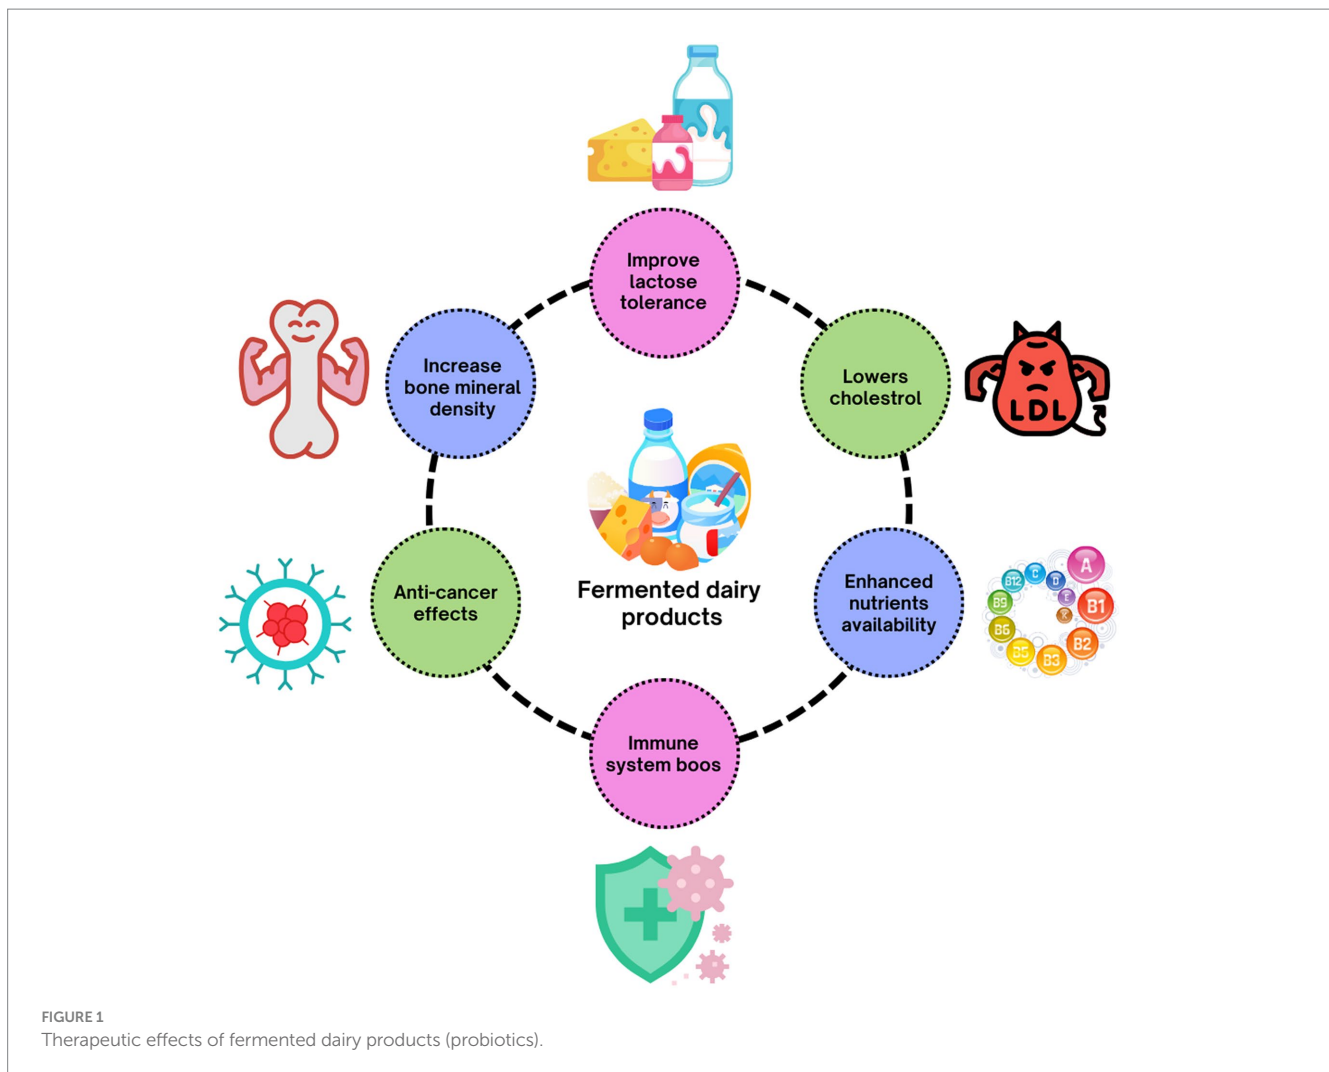 Improve
lactose
tolerance
Increase
bone mineral
density
Lowers
cholestrol
LDL
Fermented dairy
products
Anti-cancer
effects
Enhanced
nutrients
availability
A
B1
B2
B3
B5
B6
B9
B12
C
D
E
K
Immune
system boos
FIGURE 1
Therapeutic effects of fermented dairy products (probiotics).